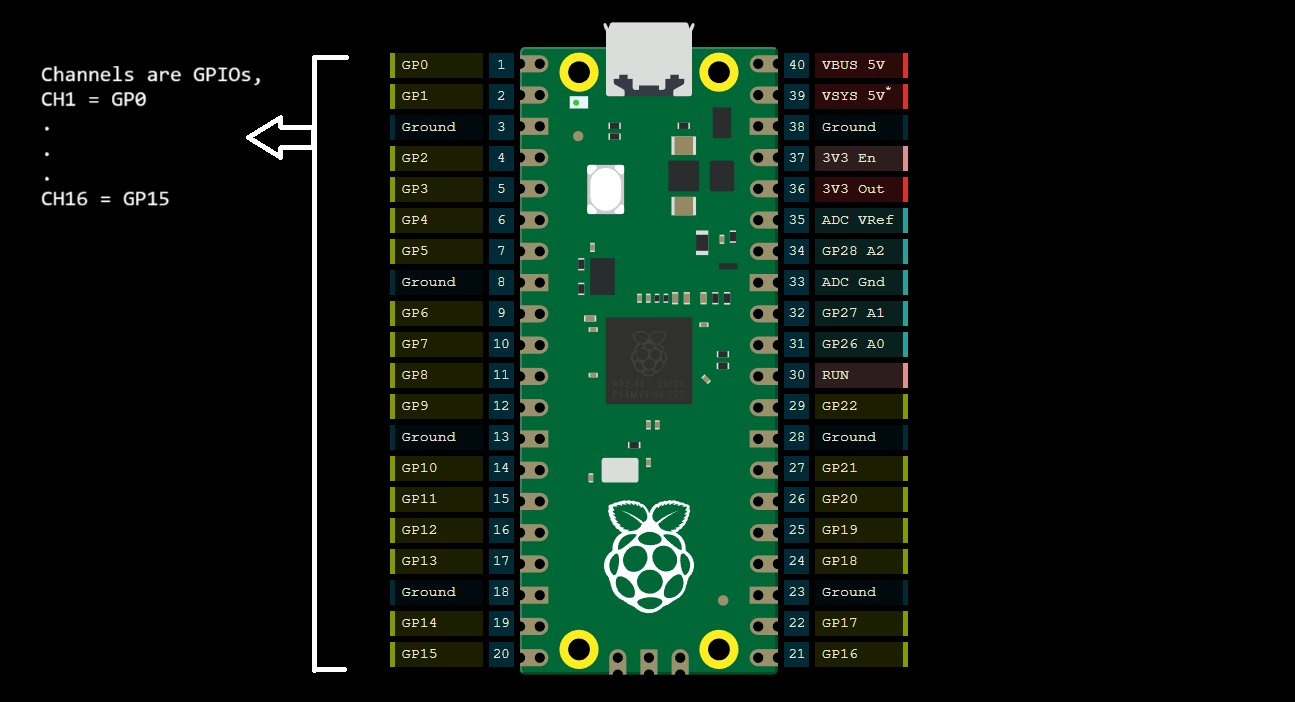 Channels are GPIOs,
CH1 = GP0
.
.
.
CH16 = GP15
GP0 1
GP1 2
Ground 3
GP2 4
GP3 5
GP4 6
GP5 7
Ground 8
GP6 9
GP7 10
GP8 11
GP9 12
Ground 13
GP10 14
GP11 15
GP12 16
GP13 17
Ground 18
GP14 19
GP15 20
40 VBUS 5V
39 VSYS 5V*
38 Ground
37 3V3 En
36 3V3 Out
35 ADC VRef
34 GP28 A2
33 ADC Gnd
32 GP27 A1
31 GP26 A0
30 RUN
29 GP22
28 Ground
27 GP21
26 GP20
25 GP19
24 GP18
23 Ground
22 GP17
21 GP16